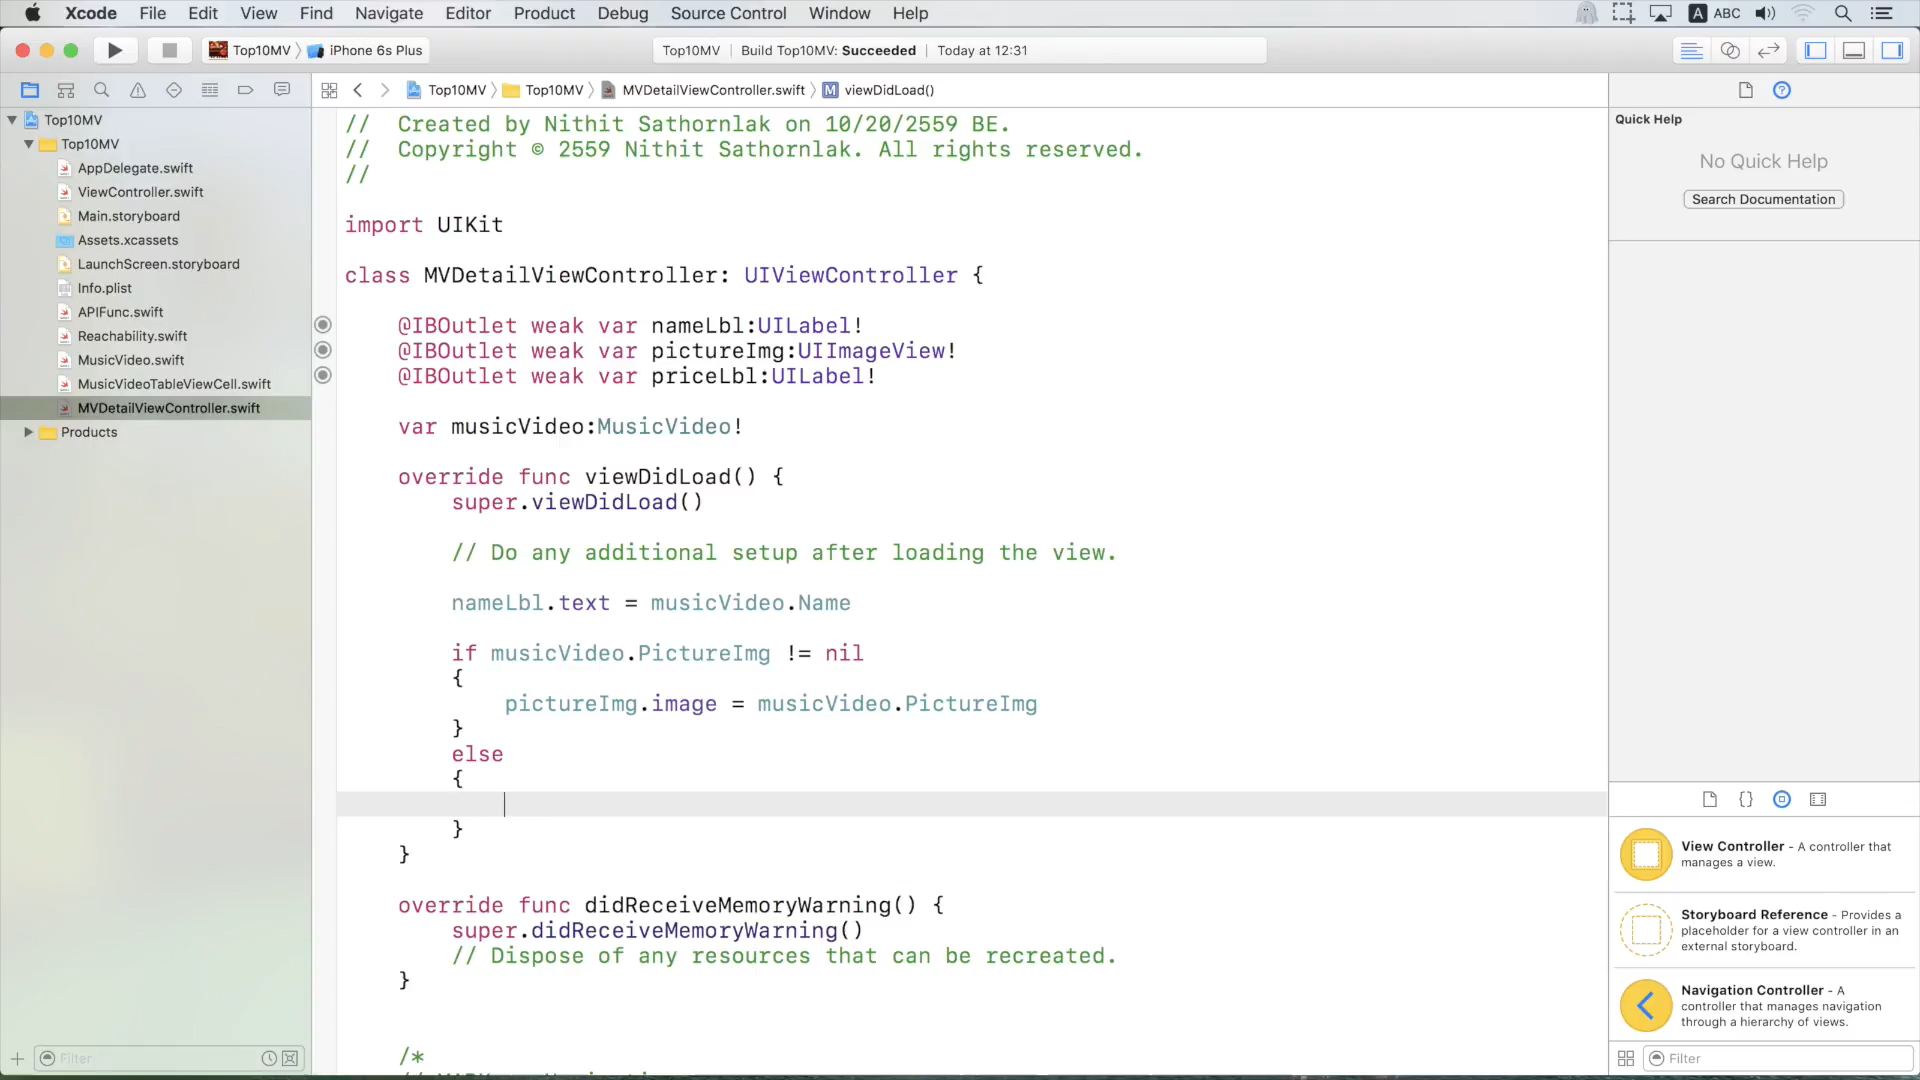 Xcode File Edit View Find Navigate Editor Product Debug Source Control Window Help A ABC
Top10MV iPhone 6s Plus Top10MV Build Top10MV: Succeeded Today at 12:31
Top10MV Top10MV MVDetailViewController.swift M viewDidLoad()
Top10MV
Top10MV
AppDelegate.swift
ViewController.swift
Main.storyboard
Assets.xcassets
LaunchScreen.storyboard
Info.plist
APIFunc.swift
Reachability.swift
MusicVideo.swift
MusicVideoTableViewCell.swift
MVDetailViewController.swift
Products
Filter
// Created by Nithit Sathornlak on 10/20/2559 BE.
// Copyright © 2559 Nithit Sathornlak. All rights reserved.
//
import UIKit
class MVDetailViewController: UIViewController {
@IBOutlet weak var nameLbl:UILabel!
@IBOutlet weak var pictureImg:UIImageView!
@IBOutlet weak var priceLbl:UILabel!
var musicVideo:MusicVideo!
override func viewDidLoad() {
super.viewDidLoad()
// Do any additional setup after loading the view.
nameLbl.text = musicVideo.Name
if musicVideo.PictureImg != nil
{
pictureImg.image = musicVideo.PictureImg
}
else
{
}
}
override func didReceiveMemoryWarning() {
super.didReceiveMemoryWarning()
// Dispose of any resources that can be recreated.
}
/*
Quick Help
No Quick Help
Search Documentation
{}
View Controller - A controller that
manages a view.
Storyboard Reference - Provides a
placeholder for a view controller in an
external storyboard.
Navigation Controller - A
controller that manages navigation
through a hierarchy of views.
Filter